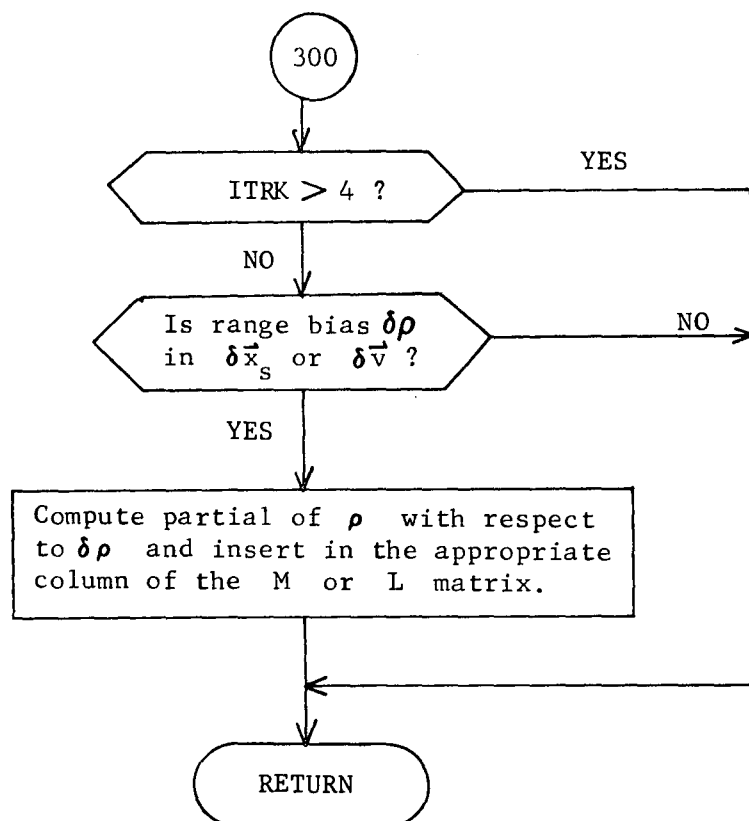 300
ITRK > 4 ?
YES
NO
Is range bias δρ
in δx⃗_s or δv⃗ ?
NO
YES
Compute partial of ρ with respect
to δρ and insert in the appropriate
column of the M or L matrix.
RETURN